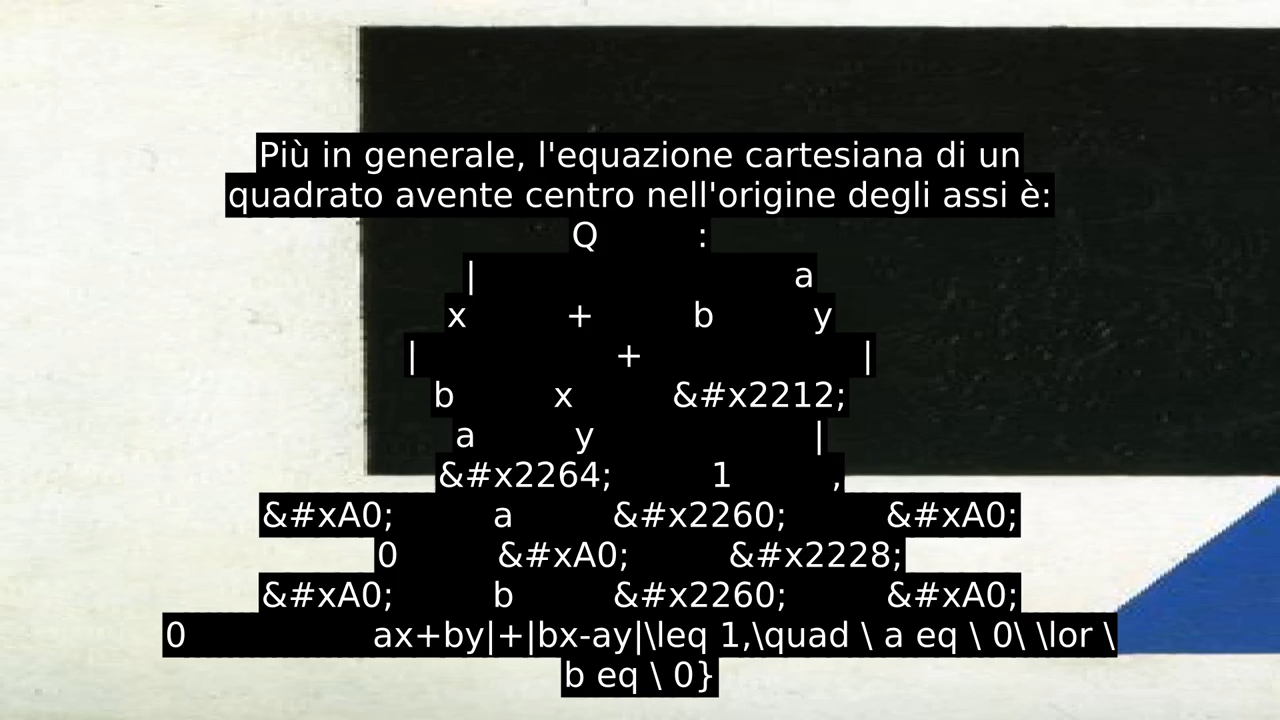 Più in generale, l'equazione cartesiana di un
quadrato avente centro nell'origine degli assi è:
Q :
| a
x + b y
| + |
b x &#x2212;
a y |
&#x2264; 1 ,
&#xA0; a &#x2260; &#xA0;
0 &#xA0; &#x2228;
&#xA0; b &#x2260; &#xA0;
0 ax+by|+|bx-ay|\leq 1,\quad \ a eq \ 0\ \lor \
b eq \ 0}